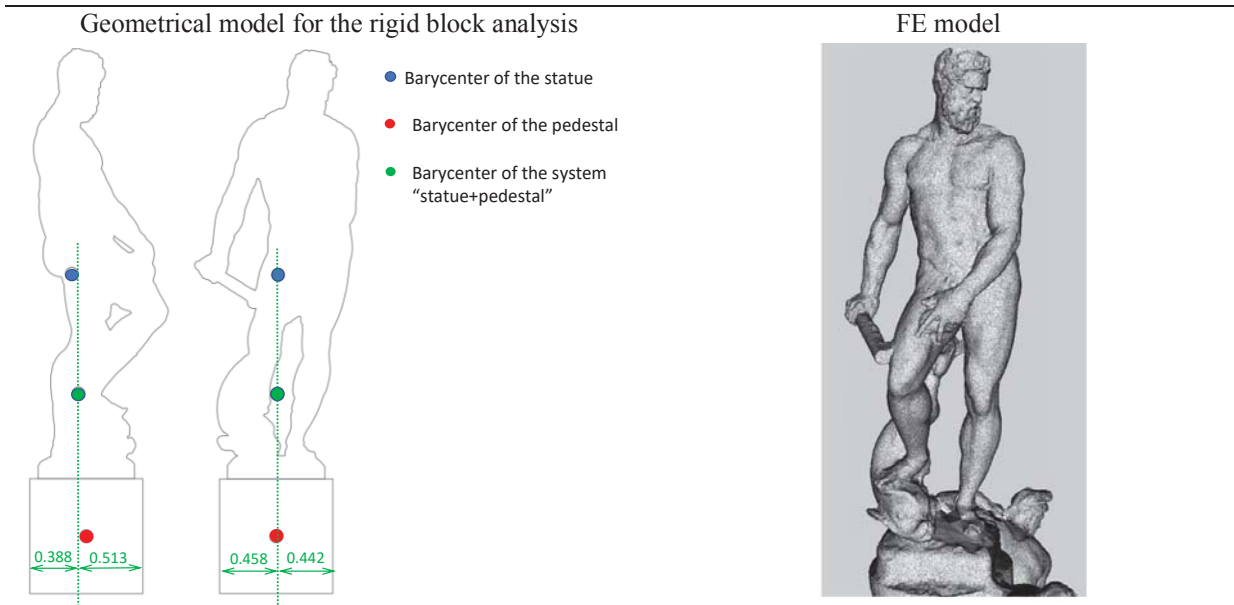 Geometrical model for the rigid block analysis
FE model
Barycenter of the statue
Barycenter of the pedestal
Barycenter of the system
“statue+pedestal”
0.388 0.513
0.458 0.442